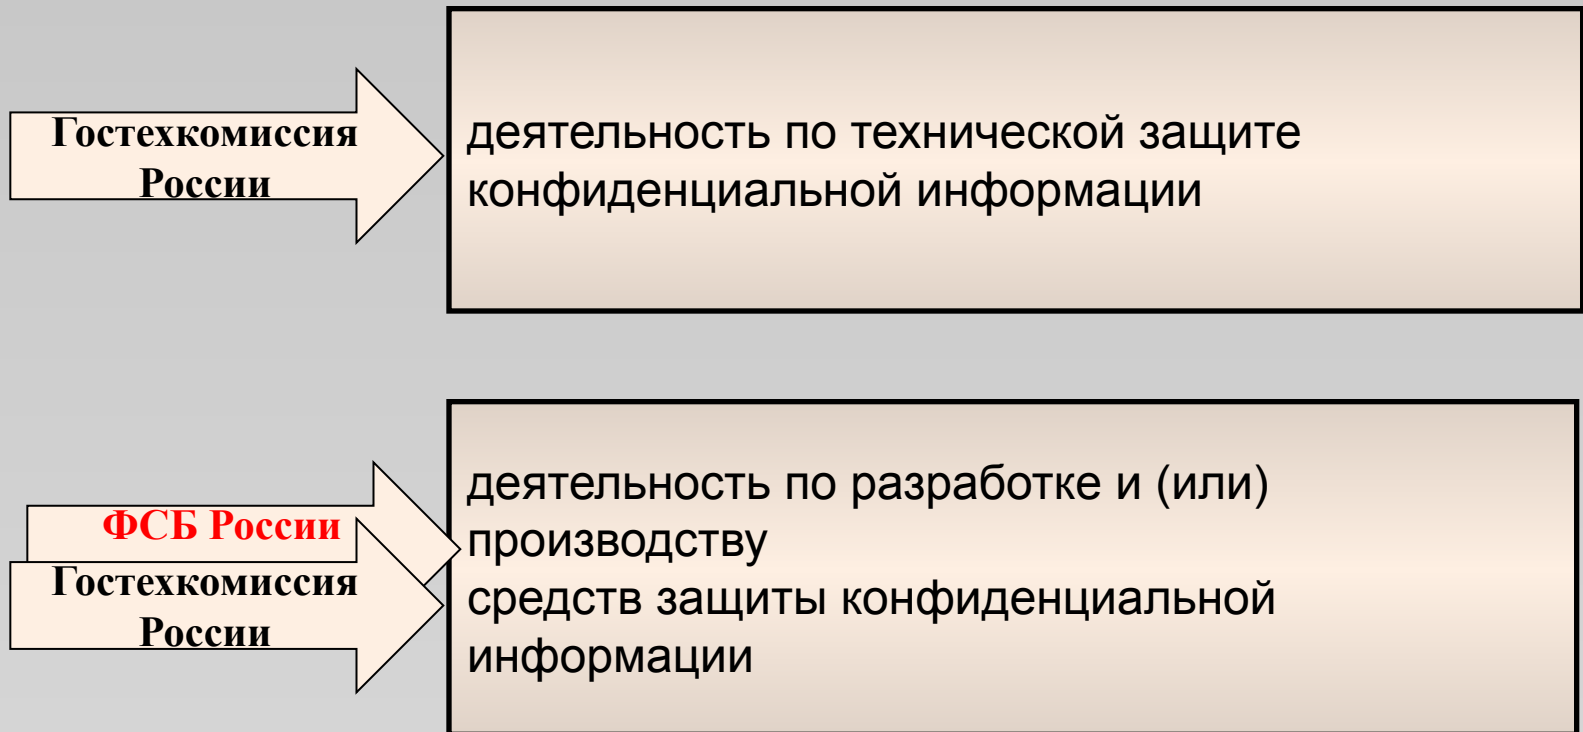 Гостехкомиссия
России
деятельность по технической защите
конфиденциальной информации
ФСБ России
Гостехкомиссия
России
деятельность по разработке и (или)
производству
средств защиты конфиденциальной
информации